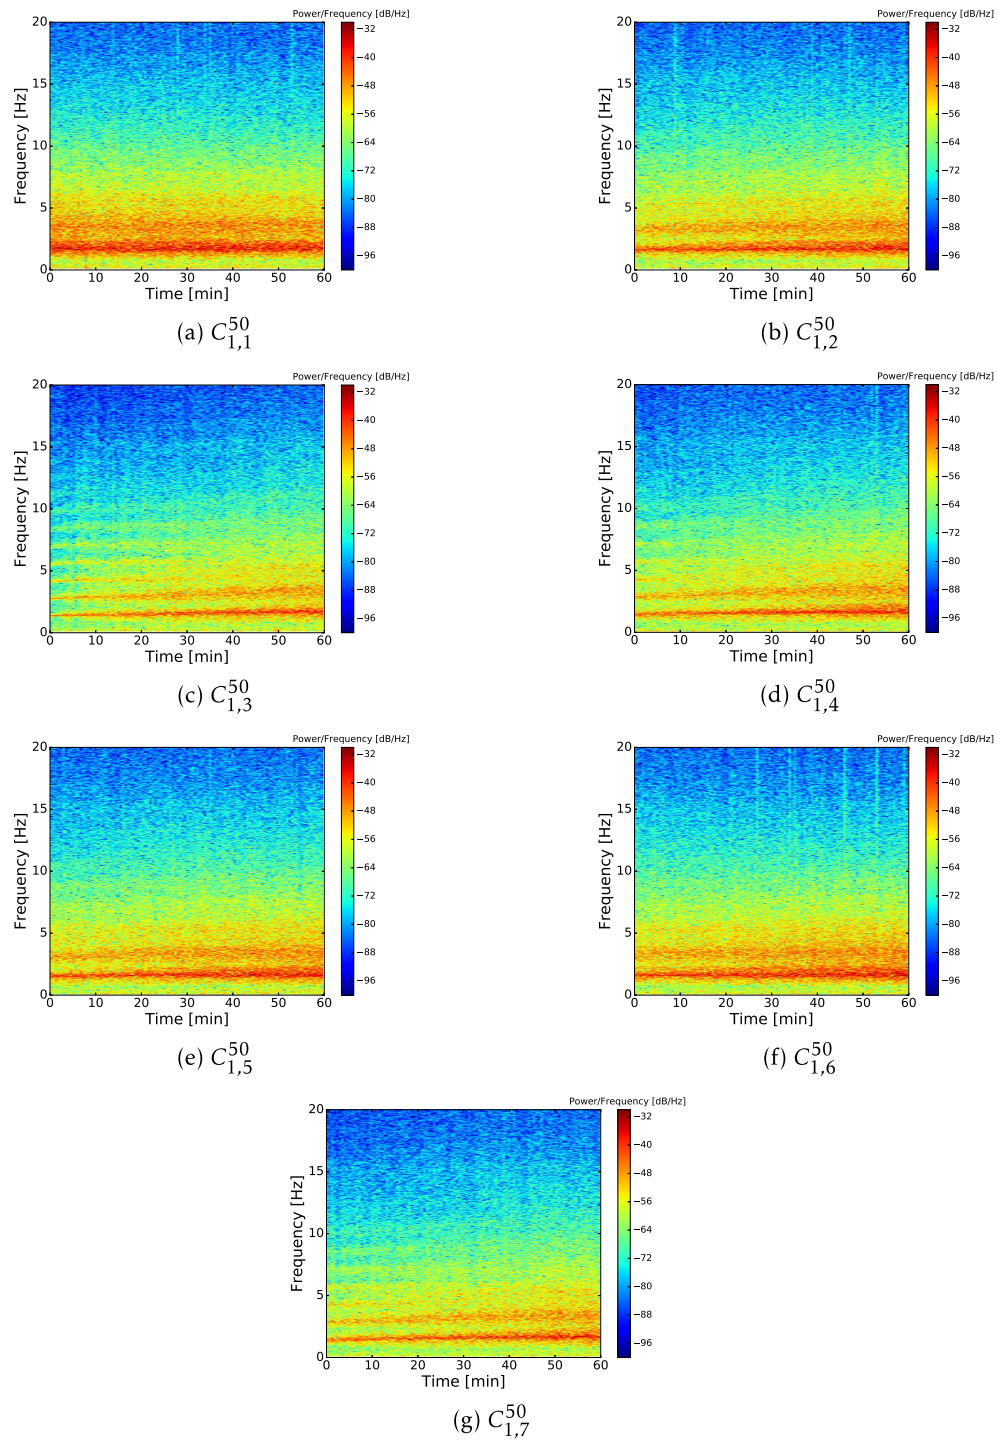 Power/Frequency [dB/Hz]
Power/Frequency [dB/Hz]
20
15
10
5
0
Frequency [Hz]
0 10 20 30 40 50 60
Time [min]
−32
−40
−48
−56
−64
−72
−80
−88
−96
20
15
10
5
0
Frequency [Hz]
0 10 20 30 40 50 60
Time [min]
−32
−40
−48
−56
−64
−72
−80
−88
−96
(a) C_{1,1}^{50}
(b) C_{1,2}^{50}
Power/Frequency [dB/Hz]
Power/Frequency [dB/Hz]
20
15
10
5
0
Frequency [Hz]
0 10 20 30 40 50 60
Time [min]
−32
−40
−48
−56
−64
−72
−80
−88
−96
20
15
10
5
0
Frequency [Hz]
0 10 20 30 40 50 60
Time [min]
−32
−40
−48
−56
−64
−72
−80
−88
−96
(c) C_{1,3}^{50}
(d) C_{1,4}^{50}
Power/Frequency [dB/Hz]
Power/Frequency [dB/Hz]
20
15
10
5
0
Frequency [Hz]
0 10 20 30 40 50 60
Time [min]
−32
−40
−48
−56
−64
−72
−80
−88
−96
20
15
10
5
0
Frequency [Hz]
0 10 20 30 40 50 60
Time [min]
−32
−40
−48
−56
−64
−72
−80
−88
−96
(e) C_{1,5}^{50}
(f) C_{1,6}^{50}
Power/Frequency [dB/Hz]
20
15
10
5
0
Frequency [Hz]
0 10 20 30 40 50 60
Time [min]
−32
−40
−48
−56
−64
−72
−80
−88
−96
(g) C_{1,7}^{50}